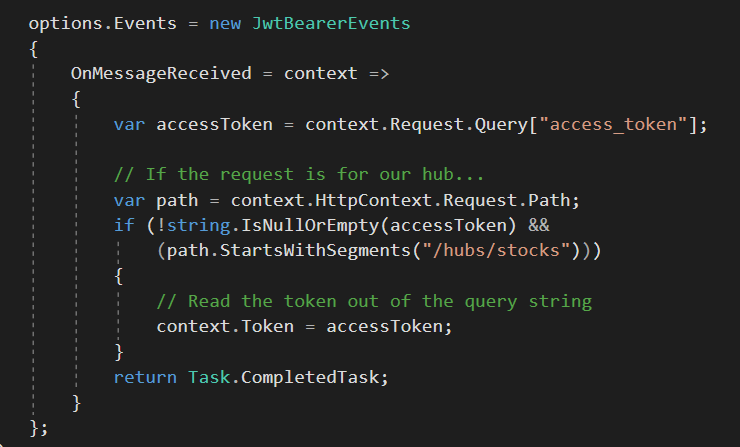 options.Events = new JwtBearerEvents
{
OnMessageReceived = context =>
{
var accessToken = context.Request.Query["access_token"];
// If the request is for our hub...
var path = context.HttpContext.Request.Path;
if (!string.IsNullOrEmpty(accessToken) &&
(path.StartsWithSegments("/hubs/stocks")))
{
// Read the token out of the query string
context.Token = accessToken;
}
return Task.CompletedTask;
}
};